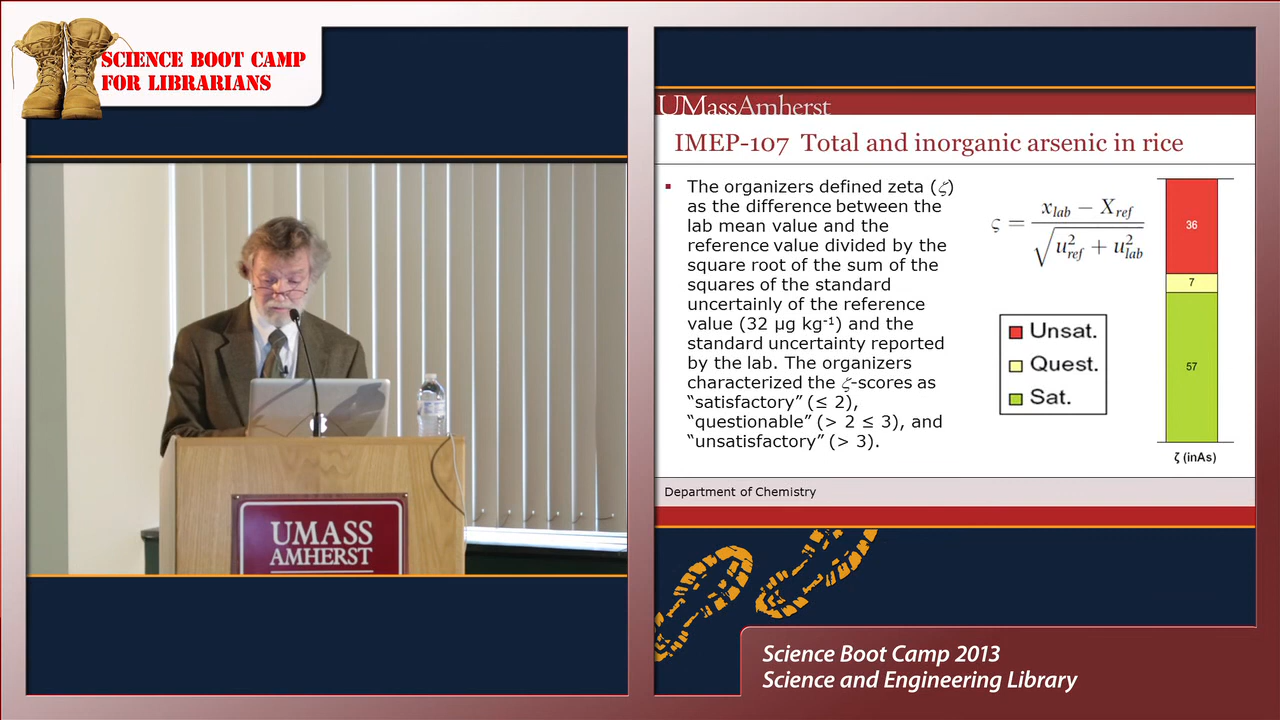 SCIENCE BOOT CAMP
FOR LIBRARIANS
UMASS
AMHERST
UMassAmherst
IMEP-107 Total and inorganic arsenic in rice
▪ The organizers defined zeta (ζ)
as the difference between the
lab mean value and the
reference value divided by the
square root of the sum of the
squares of the standard
uncertainly of the reference
value (32 µg kg⁻¹) and the
standard uncertainty reported
by the lab. The organizers
characterized the ζ-scores as
“satisfactory” (≤ 2),
“questionable” (> 2 ≤ 3), and
“unsatisfactory” (> 3).
ς = (x_lab − X_ref) / √(u²_ref + u²_lab)
Unsat.
Quest.
Sat.
36
7
57
ζ (inAs)
Department of Chemistry
Science Boot Camp 2013
Science and Engineering Library